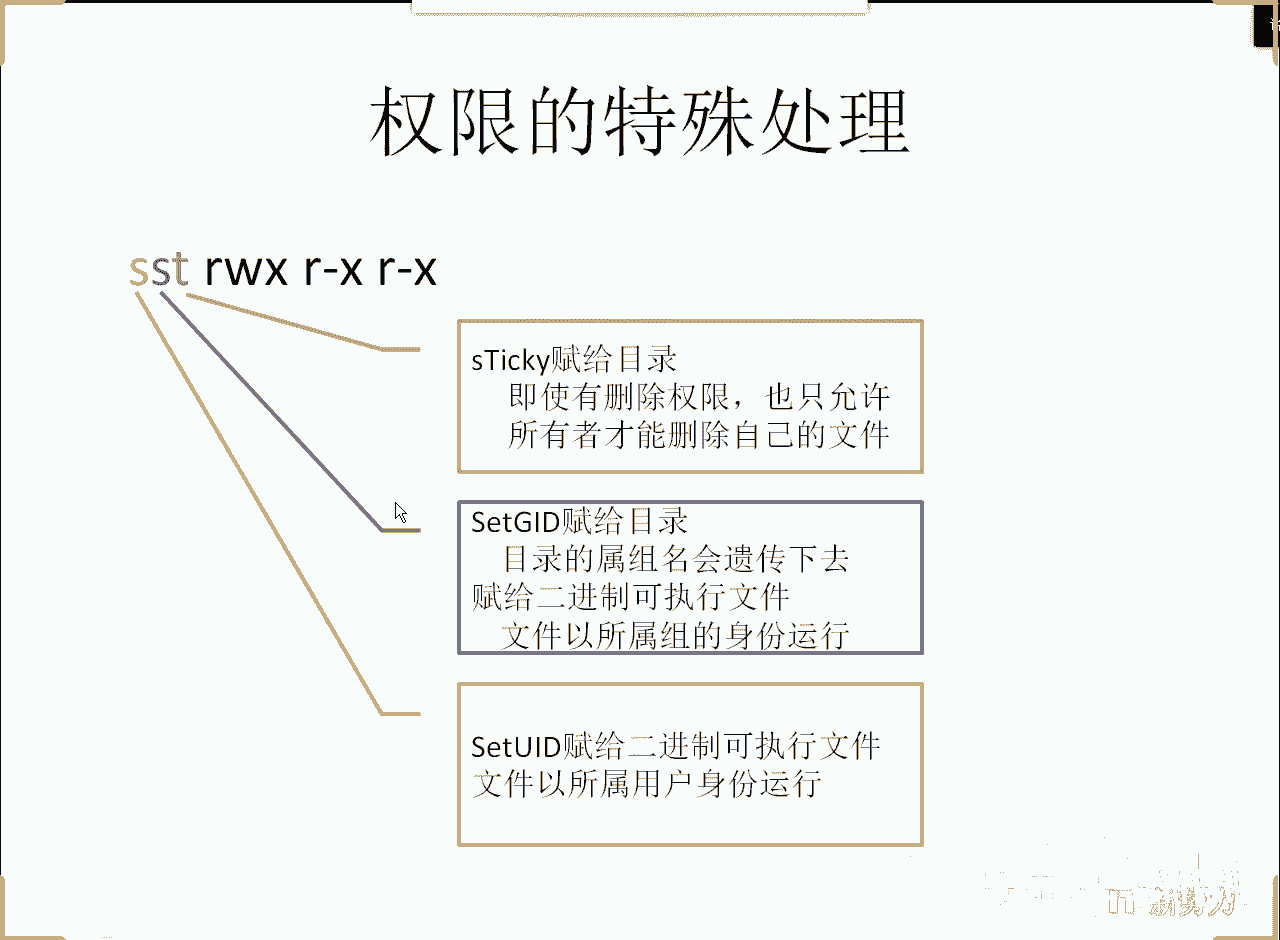 权限的特殊处理
sst rwx r-x r-x
sTicky赋给目录
即使有删除权限，也只允许
所有者才能删除自己的文件
SetGID赋给目录
目录的属组名会遗传下去
赋给二进制可执行文件
文件以所属组的身份运行
SetUID赋给二进制可执行文件
文件以所属用户身份运行